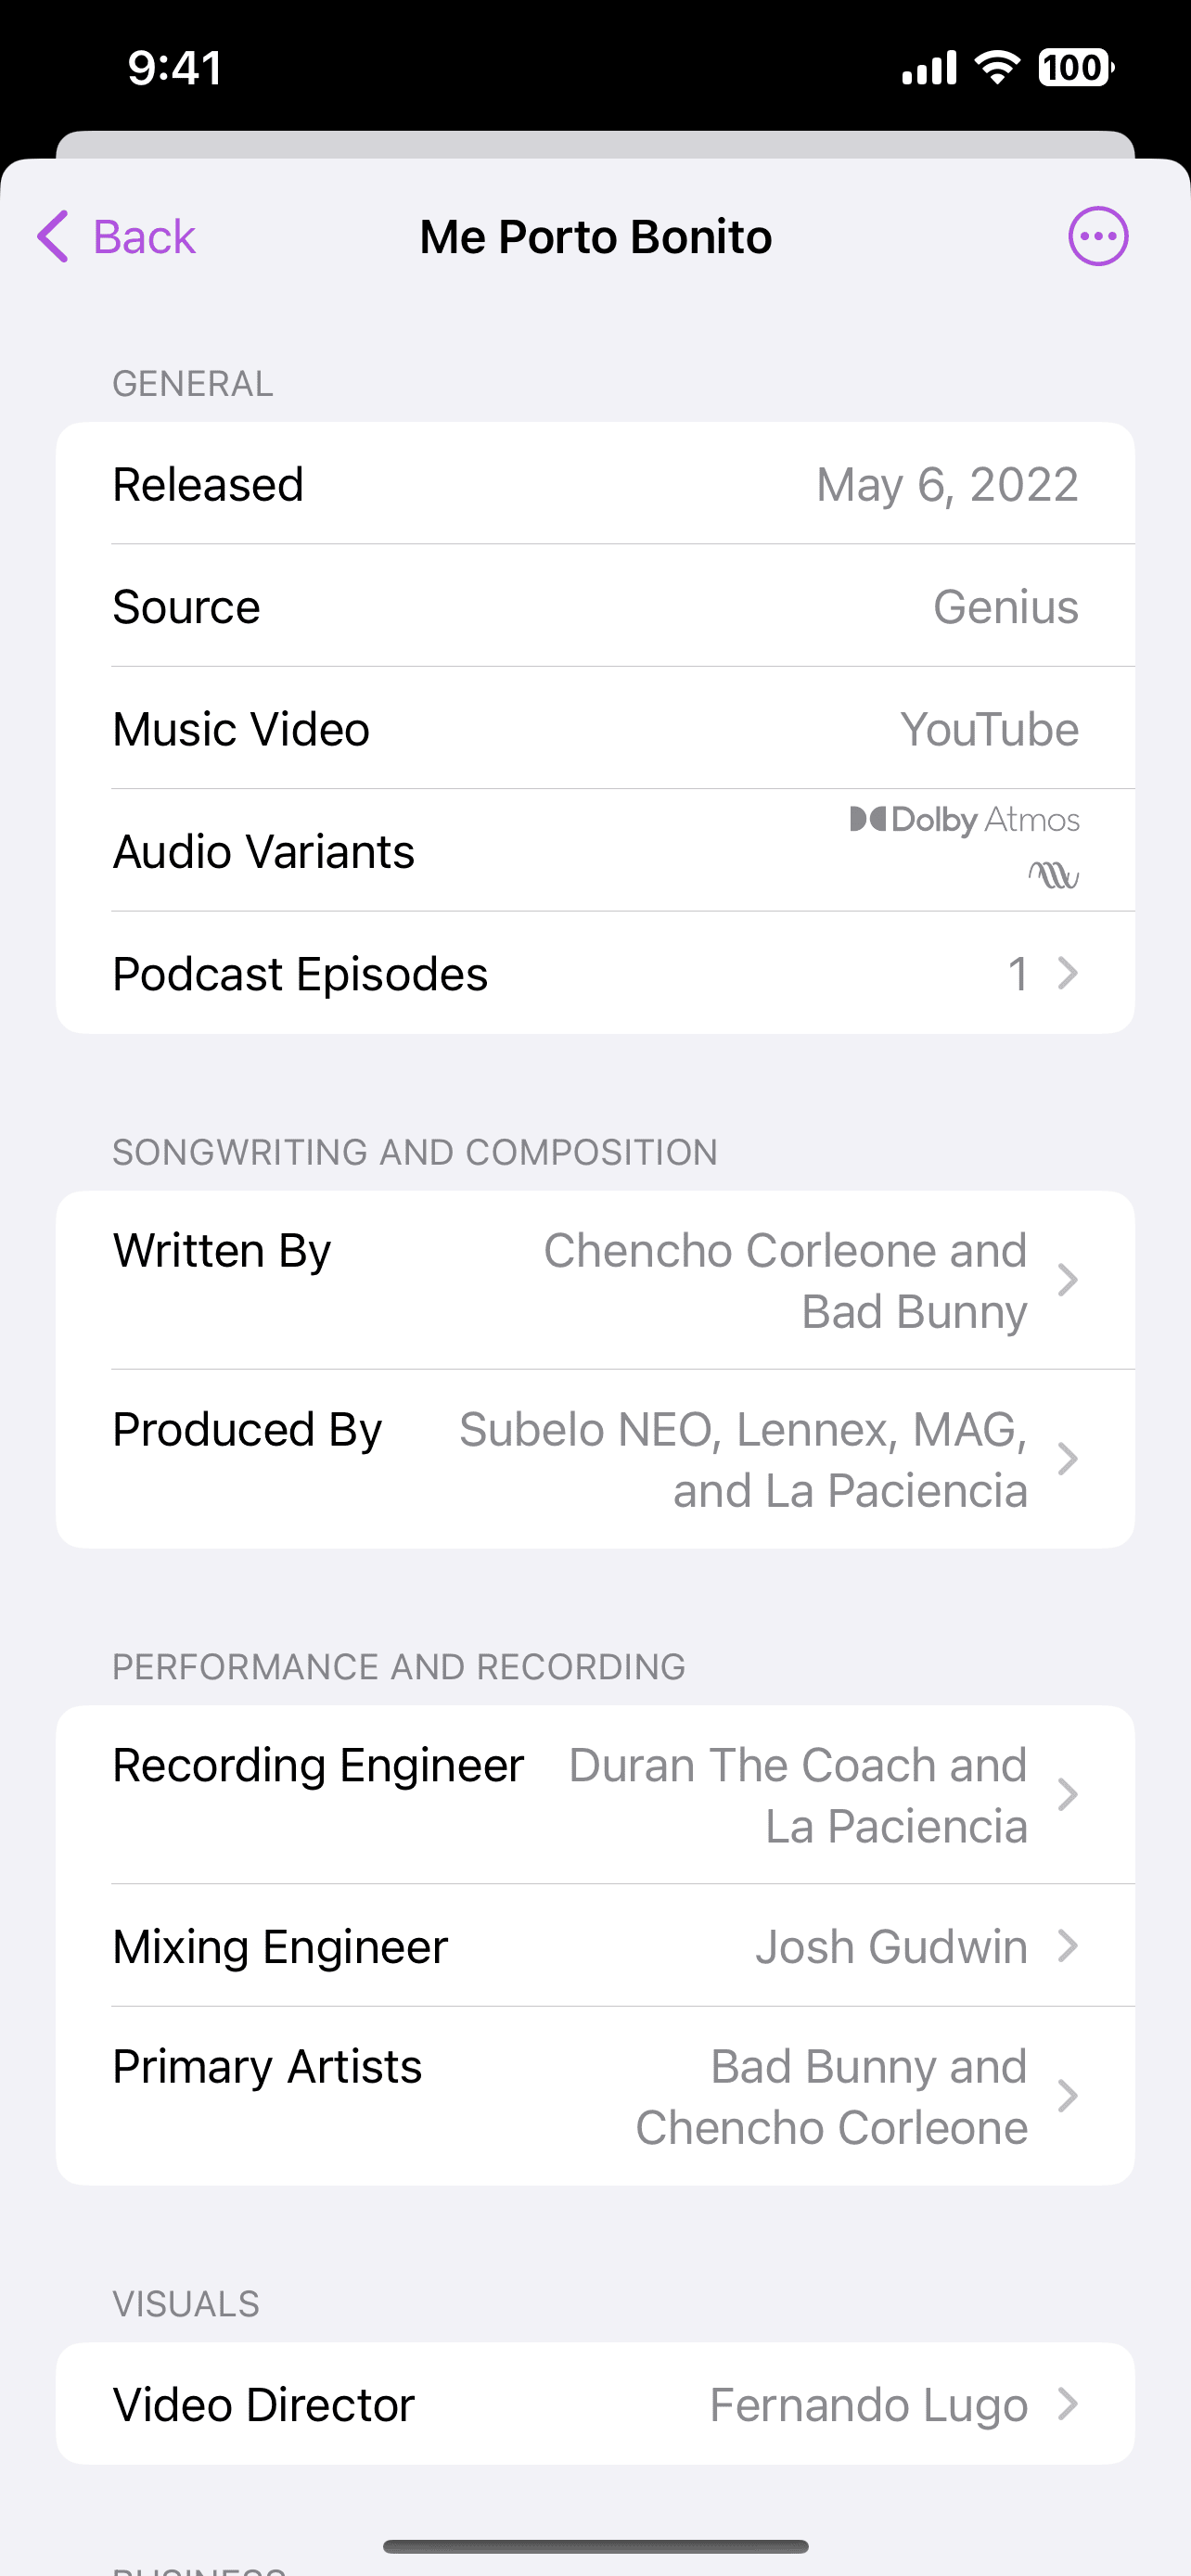 9:41
100
Back
Me Porto Bonito
GENERAL
Released
May 6, 2022
Source
Genius
Music Video
YouTube
Audio Variants
Dolby Atmos
Podcast Episodes
1
SONGWRITING AND COMPOSITION
Written By
Chencho Corleone and
Bad Bunny
Produced By
Subelo NEO, Lennex, MAG,
and La Paciencia
PERFORMANCE AND RECORDING
Recording Engineer
Duran The Coach and
La Paciencia
Mixing Engineer
Josh Gudwin
Primary Artists
Bad Bunny and
Chencho Corleone
VISUALS
Video Director
Fernando Lugo
BUSINESS